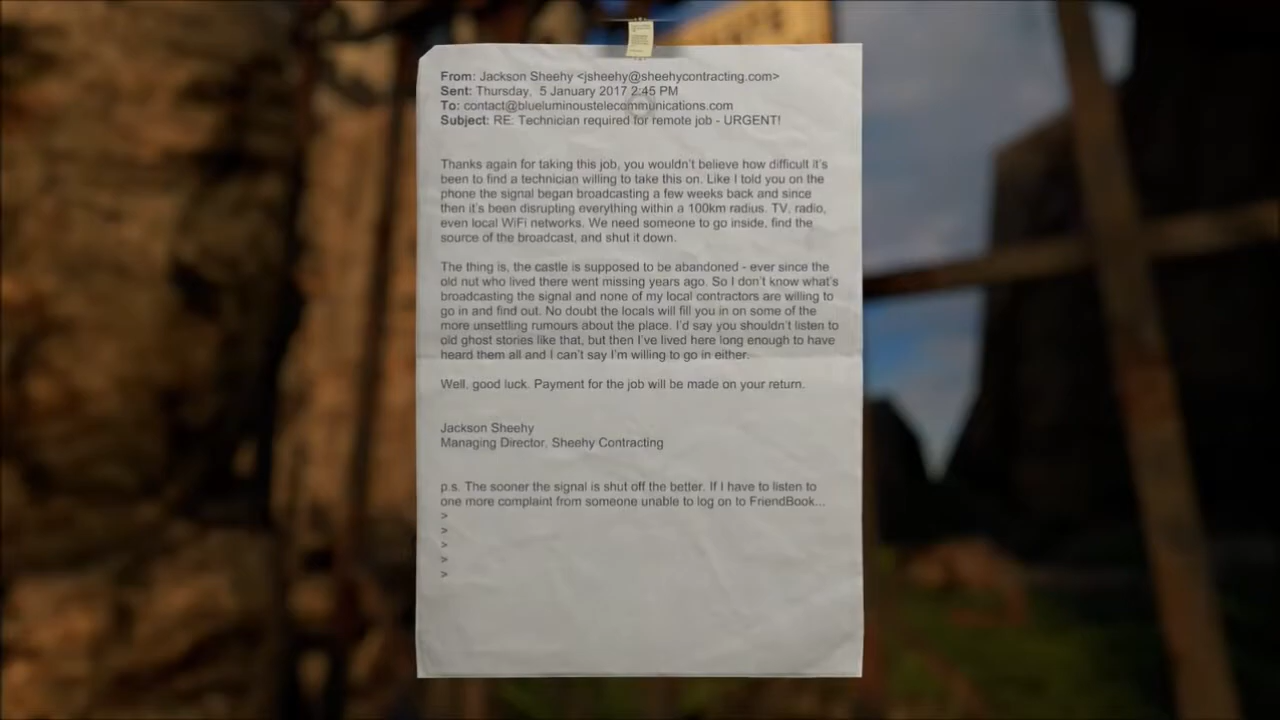 From: Jackson Sheehy <jsheehy@sheehycontracting.com>
Sent: Thursday, 5 January 2017 2:45 PM
To: contact@blueluminoustelecommunications.com
Subject: RE: Technician required for remote job - URGENT!
Thanks again for taking this job, you wouldn't believe how difficult it's
been to find a technician willing to take this on. Like I told you on the
phone the signal began broadcasting a few weeks back and since
then it's been disrupting everything within a 100km radius. TV, radio,
even local WiFi networks. We need someone to go inside, find the
source of the broadcast, and shut it down.
The thing is, the castle is supposed to be abandoned - ever since the
old nut who lived there went missing years ago. So I don't know what's
broadcasting the signal and none of my local contractors are willing to
go in and find out. No doubt the locals will fill you in on some of the
more unsettling rumours about the place. I'd say you shouldn't listen to
old ghost stories like that, but then I've lived here long enough to have
heard them all and I can't say I'm willing to go in either.
Well, good luck. Payment for the job will be made on your return.
Jackson Sheehy
Managing Director, Sheehy Contracting
p.s. The sooner the signal is shut off the better. If I have to listen to
one more complaint from someone unable to log on to FriendBook...
>
>
>
>
>